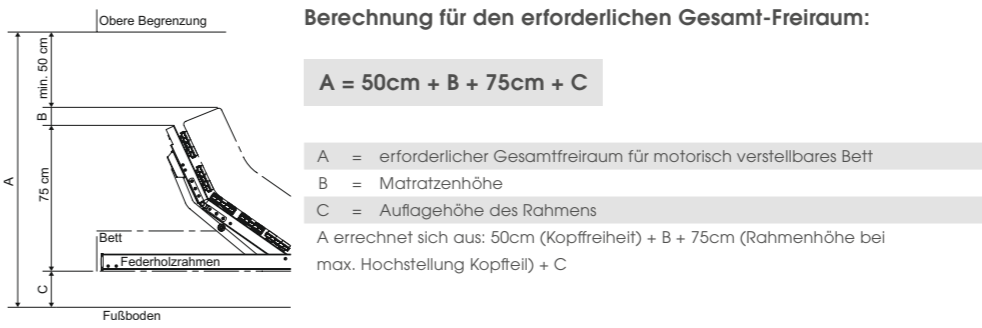 Obere Begrenzung
min. 50 cm
B
75 cm
A
Bett
Federholzrahmen
C
Fußboden
Berechnung für den erforderlichen Gesamt-Freiraum:
A = 50cm + B + 75cm + C
A = erforderlicher Gesamtfreiraum für motorisch verstellbares Bett
B = Matratzenhöhe
C = Auflagehöhe des Rahmens
A errechnet sich aus: 50cm (Kopffreiheit) + B + 75cm (Rahmenhöhe bei
max. Hochstellung Kopfteil) + C